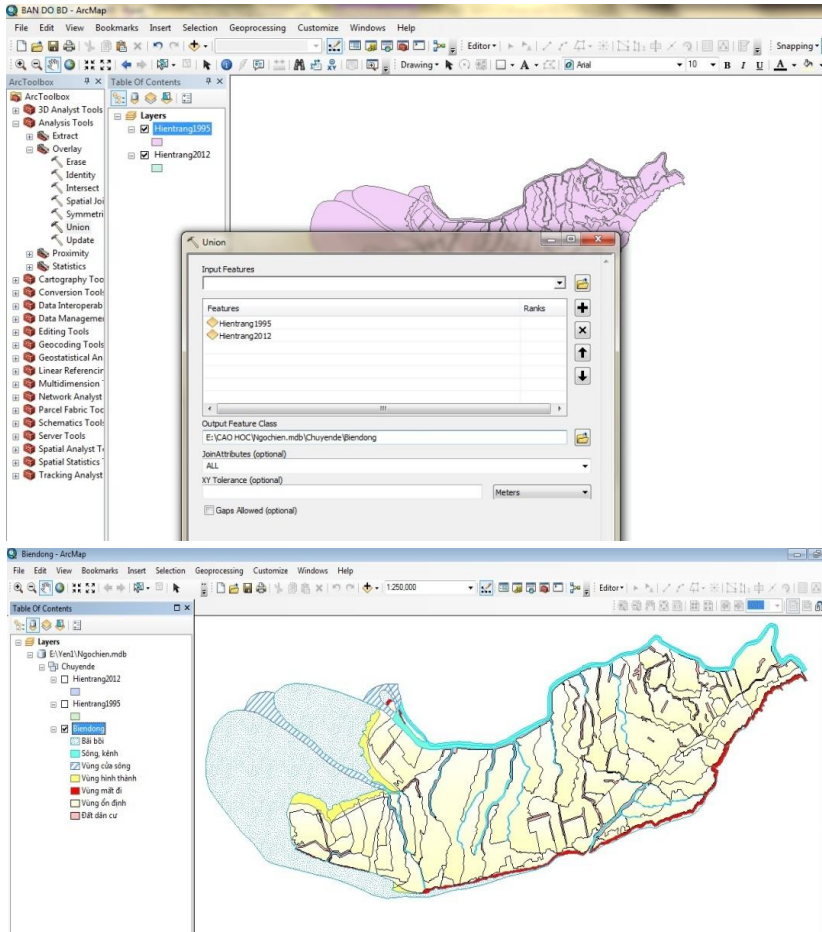 BAN DO BD - ArcMap
File Edit View Bookmarks Insert Selection Geoprocessing Customize Windows Help
Editor
Snapping
Drawing
Arial
10
B I U A
ArcToolbox
ArcToolbox
3D Analyst Tools
Analysis Tools
Extract
Overlay
Erase
Identity
Intersect
Spatial Joi
Symmetri
Union
Update
Proximity
Statistics
Cartography Too
Conversion Tools
Data Interoperab
Data Managemen
Editing Tools
Geocoding Tools
Geostatistical An
Linear Referencin
Multidimension T
Network Analyst
Parcel Fabric Too
Schematics Tools
Server Tools
Spatial Analyst To
Spatial Statistics T
Tracking Analyst
Table Of Contents
Layers
Hientrang1995
Hientrang2012
Union
Input Features
Features Ranks
Hientrang1995
Hientrang2012
Output Feature Class
E:\CAO HOC\Ngochien.mdb\Chuyende\Biendong
JoinAttributes (optional)
ALL
XY Tolerance (optional)
Meters
Gaps Allowed (optional)
Biendong - ArcMap
File Edit View Bookmarks Insert Selection Geoprocessing Customize Windows Help
1:250,000
Editor
Table Of Contents
Layers
E:\Yen1\Ngochien.mdb
Chuyende
Hientrang2012
Hientrang1995
Biendong
Bãi bồi
Sông, kênh
Vùng cửa sông
Vùng hình thành
Vùng mất đi
Vùng ổn định
Đất dân cư